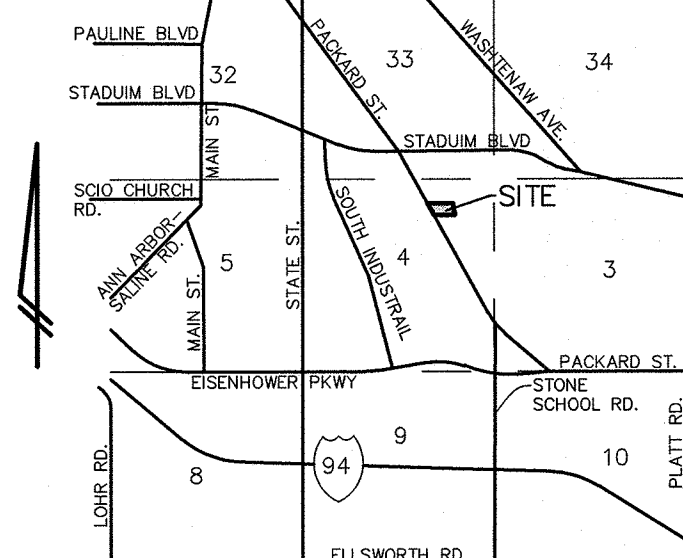 PAULINE BLVD
32
PACKARD ST.
33
WASHTENAW AVE.
34
STADUIM BLVD
MAIN ST.
STADUIM BLVD
SCIO CHURCH
RD.
SITE
ANN ARBOR-
SALINE RD.
5
STATE ST.
SOUTH INDUSTRAIL
4
3
MAIN ST.
PACKARD ST.
EISENHOWER PKWY
STONE
SCHOOL RD.
PLATT RD.
9
10
94
8
LOHR RD.
ELLSWORTH RD